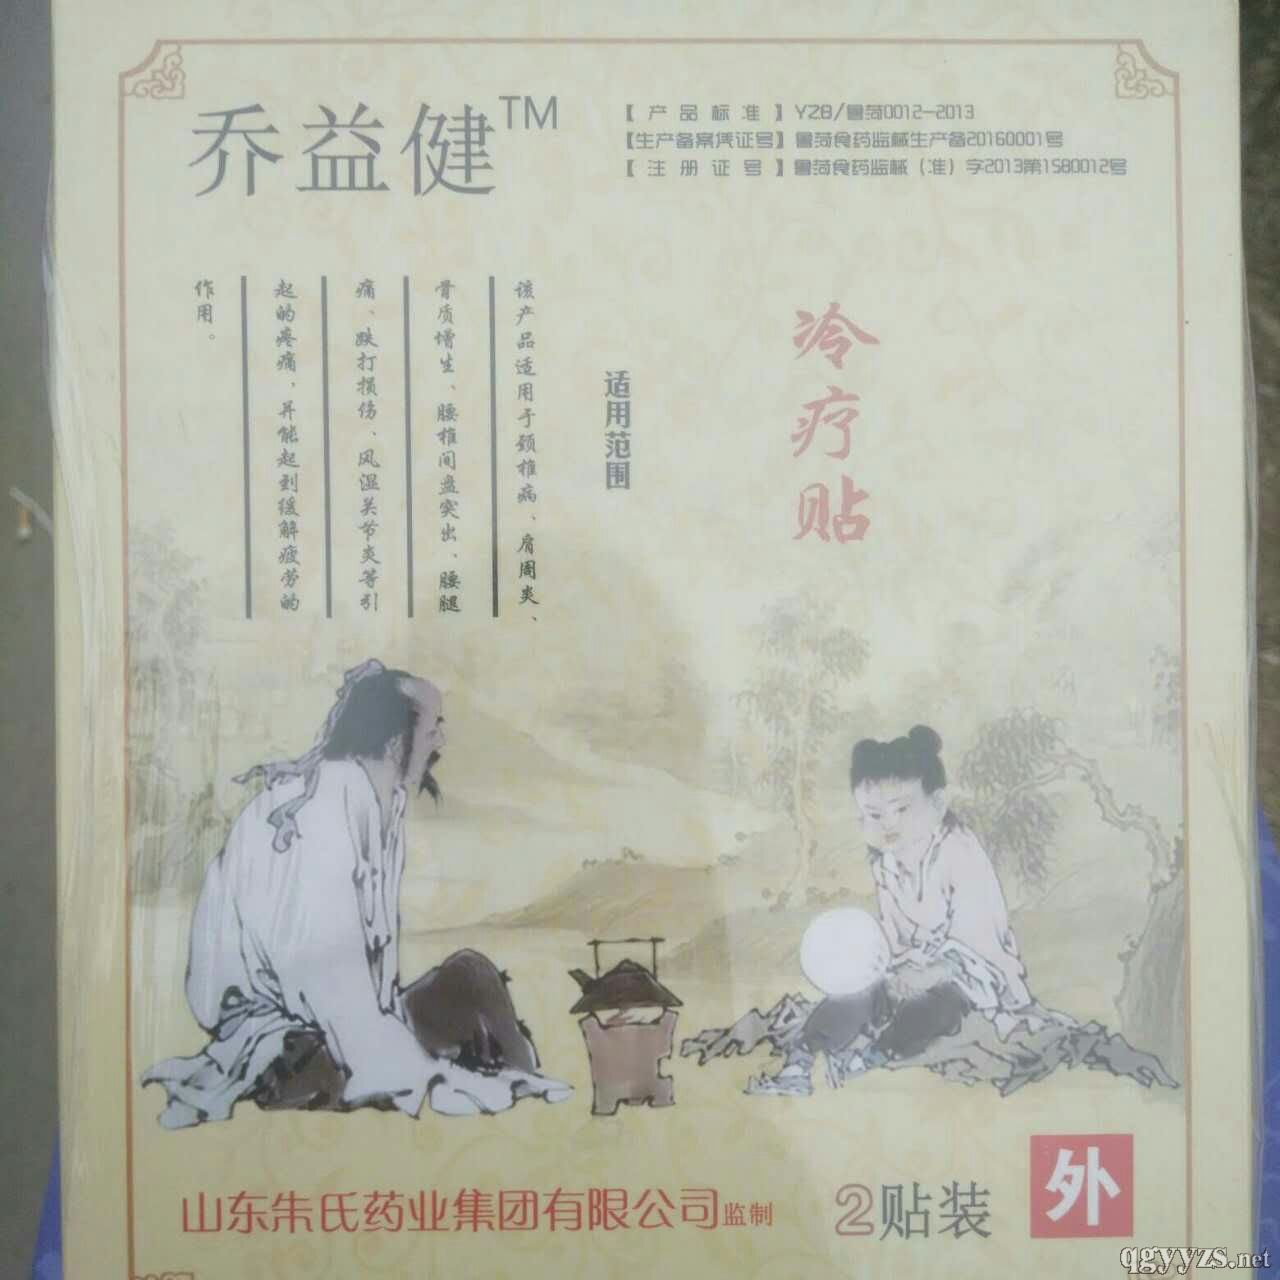 乔益健™
【产品标准】YZB/鲁菏0012-2013
【生产备案凭证号】鲁菏食药监械生产备20160001号
【注册证号】鲁菏食药监械(准)字2013第1580012号
冷疗贴
适用范围
该产品适用于颈椎病、肩周炎、
骨质增生、腰椎间盘突出、腰腿
痛、跌打损伤、风湿关节炎等引
起的疼痛，并能起到缓解疲劳的
作用。
山东朱氏药业集团有限公司监制
2贴装
外
qgyyzs.net